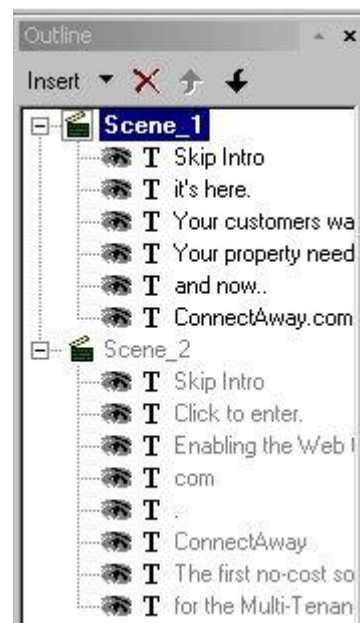 Outline
Insert
Scene_1
T Skip Intro
T it's here.
T Your customers wa
T Your property need
T and now..
T ConnectAway.com
Scene_2
T Skip Intro
T Click to enter.
T Enabling the Web
T com
T .
T ConnectAway
T The first no-cost so
T for the Multi-Tenan